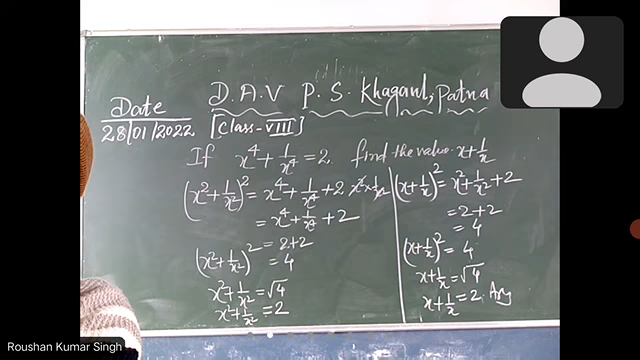 D.A.V P.S. Khagaul, Patna
Date
28/01/2022 [Class-VIII]
If x⁴+1/x⁴=2, find the value x+1/x
(x²+1/x²)²=x⁴+1/x⁴+2 x²×1/x²
=x⁴+1/x⁴+2
=2+2
(x²+1/x²)²=4
x²+1/x²=√4
x²+1/x²=2
(x+1/x)²=x²+1/x²+2
=2+2
=4
(x+1/x)²=4
x+1/x=√4
x+1/x=2 Ans
Roushan Kumar Singh